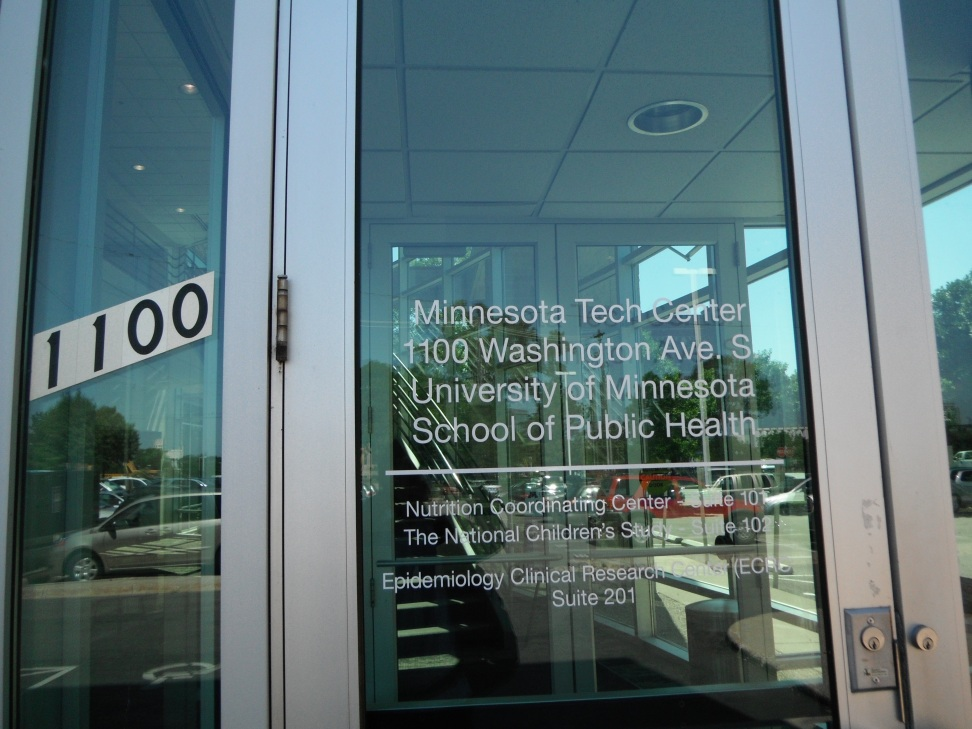 1100
Minnesota Tech Center
1100 Washington Ave. S.
University of Minnesota
School of Public Health
Nutrition Coordinating Center - Suite 101
The National Children's Study - Suite 102
Epidemiology Clinical Research Center
Suite 201